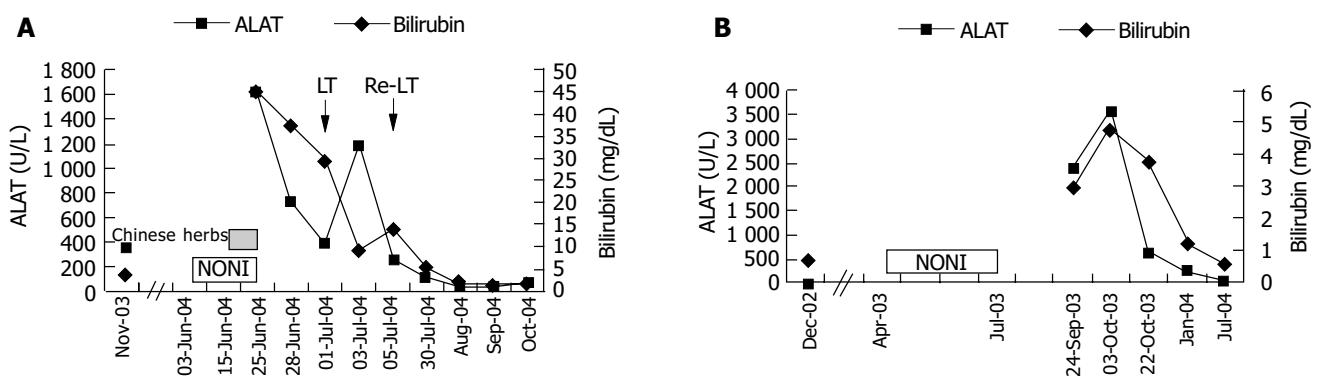 A
ALAT
Bilirubin
ALAT (U/L)
1 800
1 600
1 400
1 200
1 000
800
600
400
200
0
50
45
40
35
30
25
20
15
10
5
0
Bilirubin (mg/dL)
LT
Re-LT
Chinese herbs
NONI
Nov-03
03-Jun-04
15-Jun-04
25-Jun-04
28-Jun-04
01-Jul-04
03-Jul-04
05-Jul-04
30-Jul-04
Aug-04
Sep-04
Oct-04
B
ALAT
Bilirubin
ALAT (U/L)
4 000
3 500
3 000
2 500
2 000
1 500
1 000
500
0
6
5
4
3
2
1
0
Bilirubin (mg/dL)
NONI
Dec-02
Apr-03
Jul-03
24-Sep-03
03-Oct-03
22-Oct-03
Jan-04
Jul-04